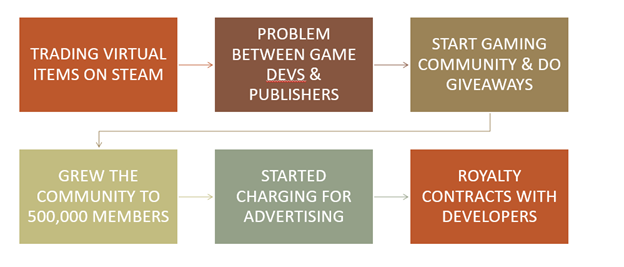 TRADING VIRTUAL
ITEMS ON STEAM
PROBLEM
BETWEEN GAME
DEVS &
PUBLISHERS
START GAMING
COMMUNITY & DO
GIVEAWAYS
GREW THE
COMMUNITY TO
500,000 MEMBERS
STARTED
CHARGING FOR
ADVERTISING
ROYALTY
CONTRACTS WITH
DEVELOPERS